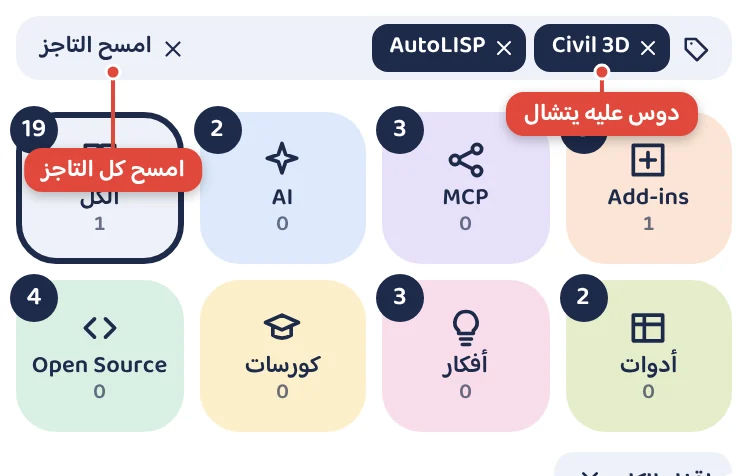 Civil 3D
AutoLISP
امسح التاجز
دوس عليه يتشال
امسح كل التاجز
Add-ins
1
3
MCP
0
2
AI
0
19
الكل
1
2
أدوات
0
3
أفكار
0
كورسات
0
4
Open Source
0